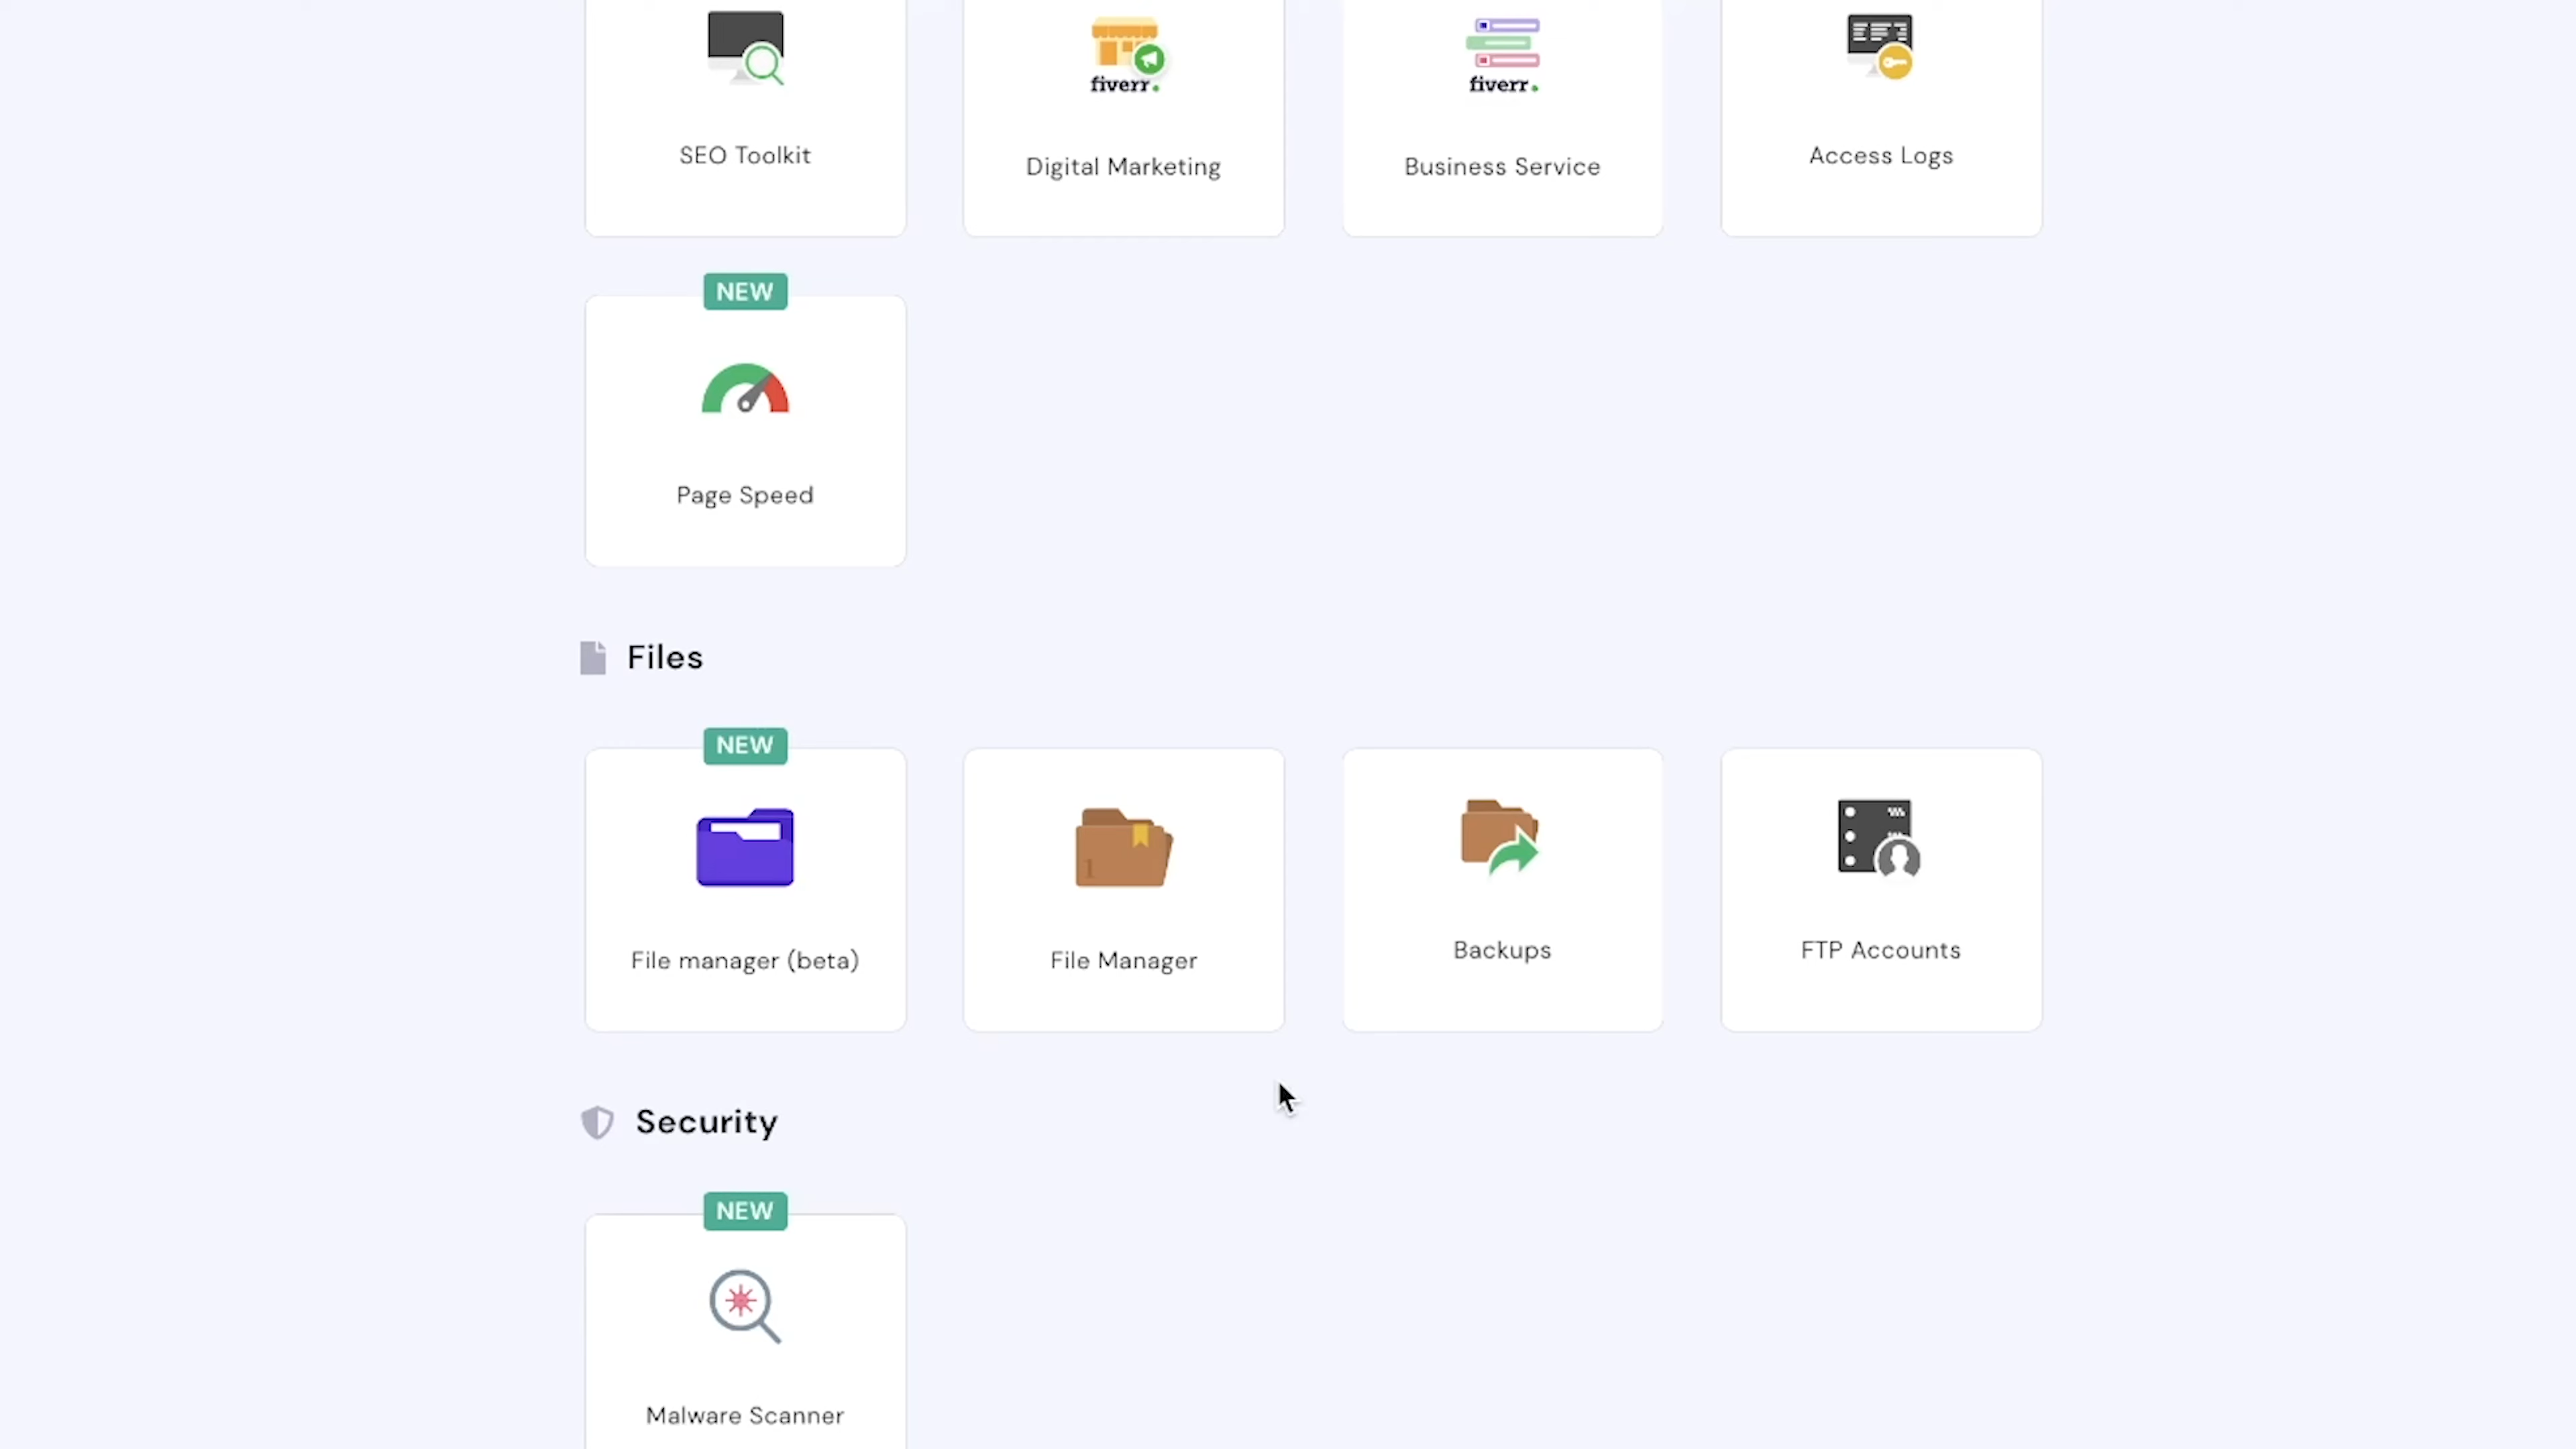 fiverr.
fiverr.
SEO Toolkit
Digital Marketing
Business Service
Access Logs
NEW
Page Speed
Files
NEW
1
File manager (beta)
File Manager
Backups
FTP Accounts
Security
NEW
Malware Scanner